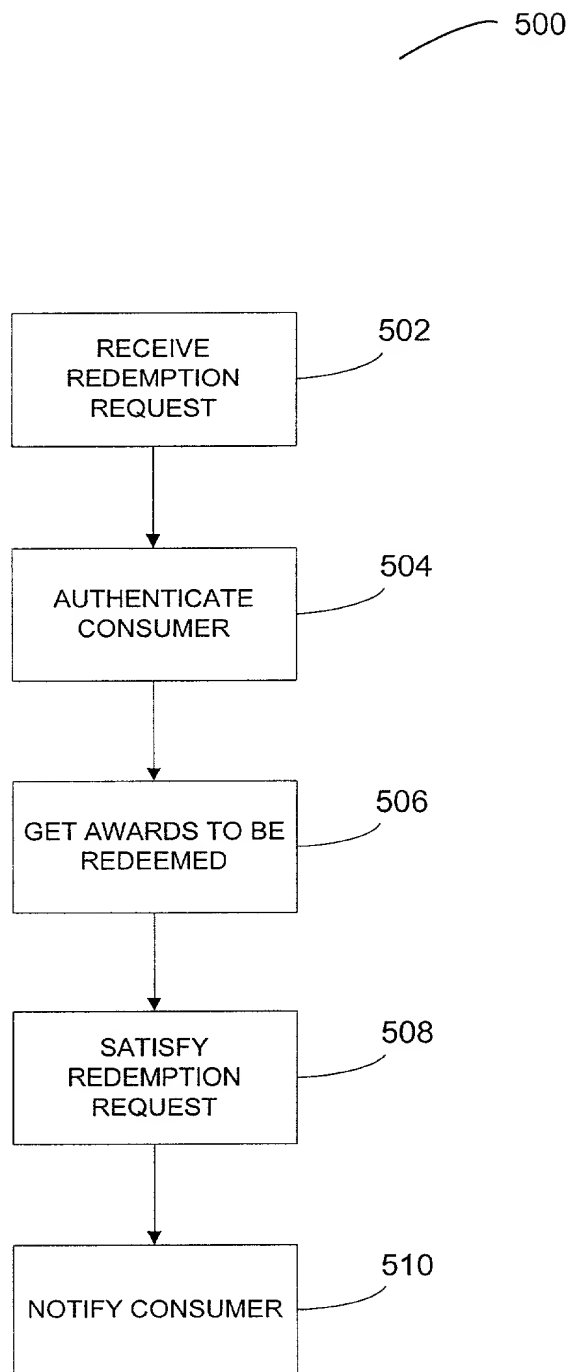 500
502
RECEIVE
REDEMPTION
REQUEST
504
AUTHENTICATE
CONSUMER
506
GET AWARDS TO BE
REDEEMED
508
SATISFY
REDEMPTION
REQUEST
510
NOTIFY CONSUMER